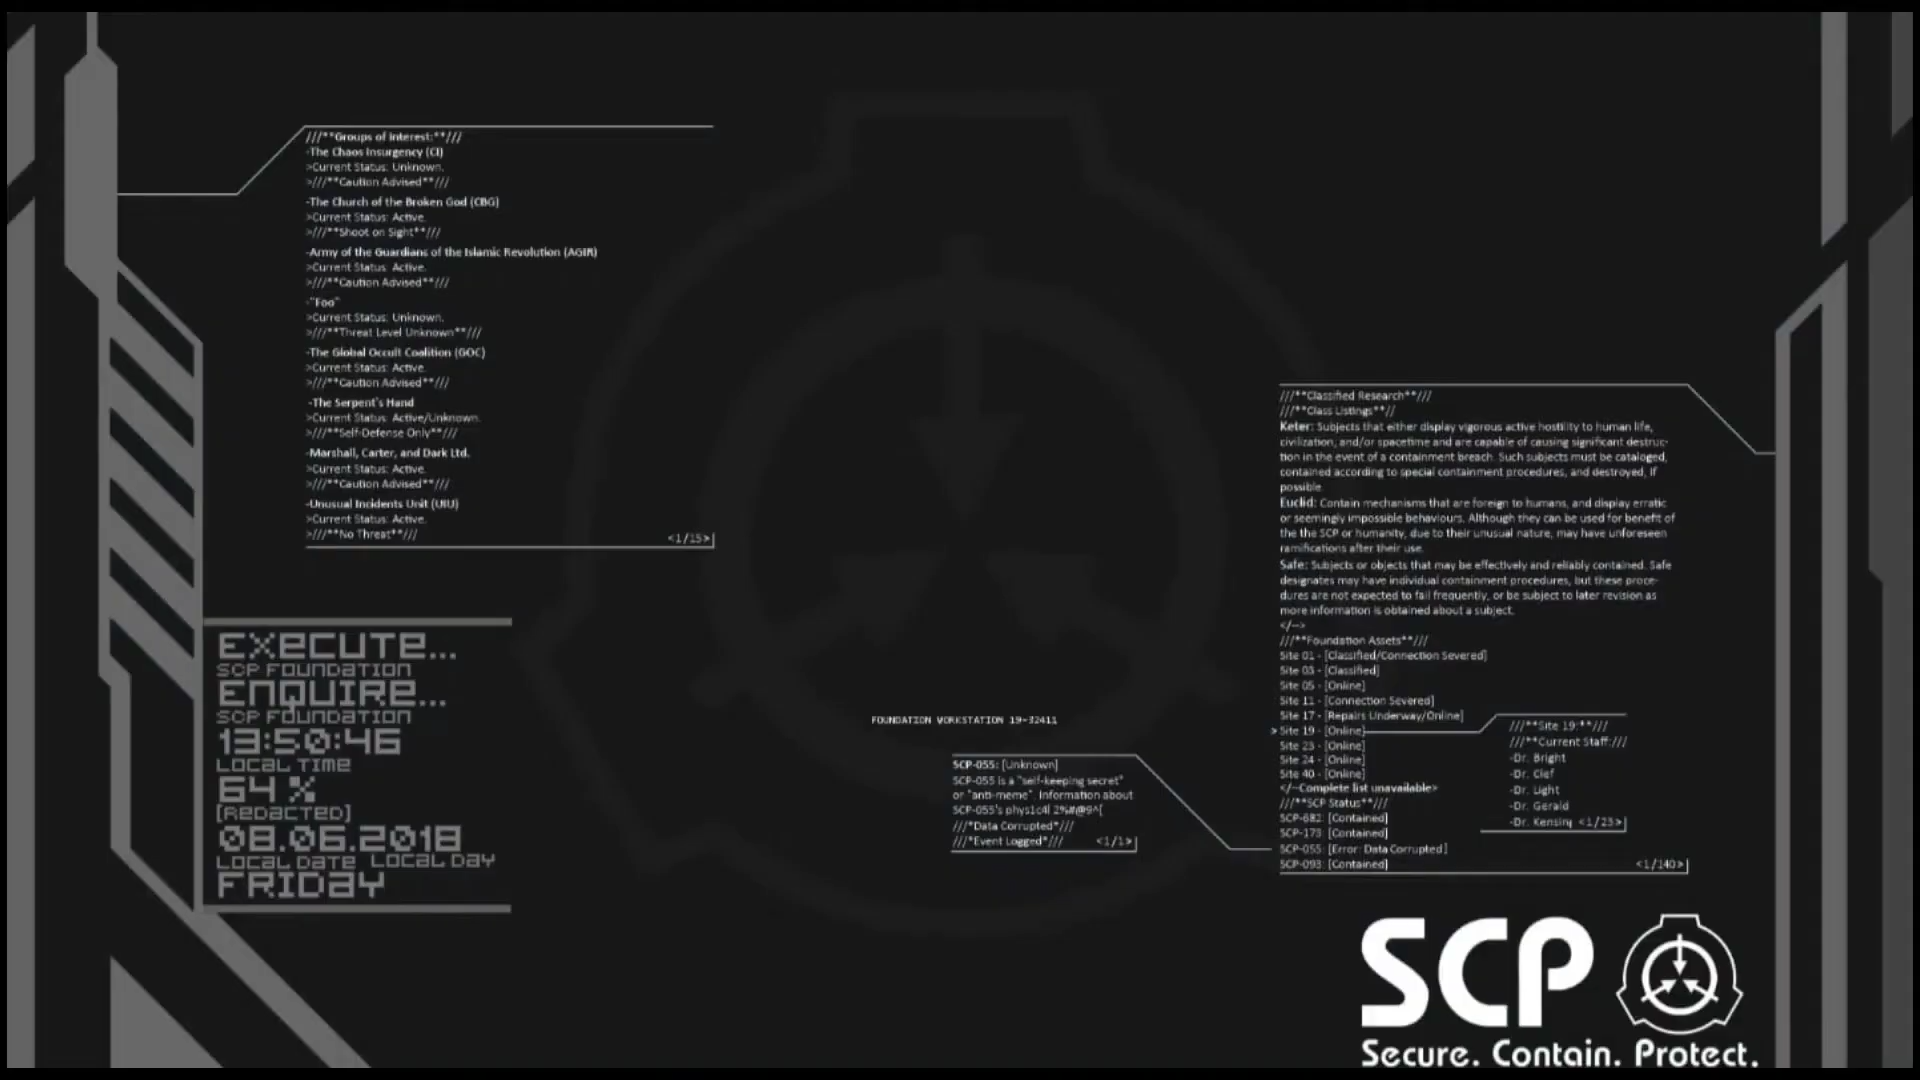 ///**Groups of Interest:**///
-The Chaos Insurgency (CI)
>Current Status: Unknown.
>///**Caution Advised**///
-The Church of the Broken God (CBG)
>Current Status: Active.
>///**Shoot on Sight**///
-Army of the Guardians of the Islamic Revolution (AGIR)
>Current Status: Active.
>///**Caution Advised**///
-"Foo"
>Current Status: Unknown.
>///**Threat Level Unknown**///
-The Global Occult Coalition (GOC)
>Current Status: Active.
>///**Caution Advised**///
-The Serpent's Hand
>Current Status: Active/Unknown.
>///**Self-Defense Only**///
-Marshall, Carter, and Dark Ltd.
>Current Status: Active.
>///**Caution Advised**///
-Unusual Incidents Unit (UIU)
>Current Status: Active.
>///**No Threat**///
<1/15>
EXECUTE...
SCP FOUNDATION
ENQUIRE...
SCP FOUNDATION
13:50:46
LOCAL TIME
64 %
[REDACTED]
08.06.2018
LOCAL DATE LOCAL DAY
FRIDAY
FOUNDATION WORKSTATION 19-32411
SCP-055: [Unknown]
SCP-055 is a "self-keeping secret"
or "anti-meme". Information about
SCP-055's phys1c4l 2%#@9^[
///*Data Corrupted*///
///*Event Logged*/// <1/1>
///**Classified Research**///
///**Class Listings**//
Keter: Subjects that either display vigorous active hostility to human life,
civilization, and/or spacetime and are capable of causing significant destruc-
tion in the event of a containment breach. Such subjects must be cataloged,
contained according to special containment procedures, and destroyed, if
possible.
Euclid: Contain mechanisms that are foreign to humans, and display erratic
or seemingly impossible behaviours. Although they can be used for benefit of
the the SCP or humanity, due to their unusual nature, may have unforeseen
ramifications after their use.
Safe: Subjects or objects that may be effectively and reliably contained. Safe
designates may have individual containment procedures, but these proce-
dures are not expected to fail frequently, or be subject to later revision as
more information is obtained about a subject.
</-->
///**Foundation Assets**///
Site 01 - [Classified/Connection Severed]
Site 03 - [Classified]
Site 05 - [Online]
Site 11 - [Connection Severed]
Site 17 - [Repairs Underway/Online]
> Site 19 - [Online]
Site 23 - [Online]
Site 24 - [Online]
Site 40 - [Online]
</--Complete list unavailable>
///**SCP Status**///
SCP-682: [Contained]
SCP-173: [Contained]
SCP-055: [Error: Data Corrupted]
SCP-093: [Contained]
<1/140>
///**Site 19:**///
///**Current Staff:///
-Dr. Bright
-Dr. Clef
-Dr. Light
-Dr. Gerald
-Dr. Kensing <1/23>
SCP
Secure. Contain. Protect.